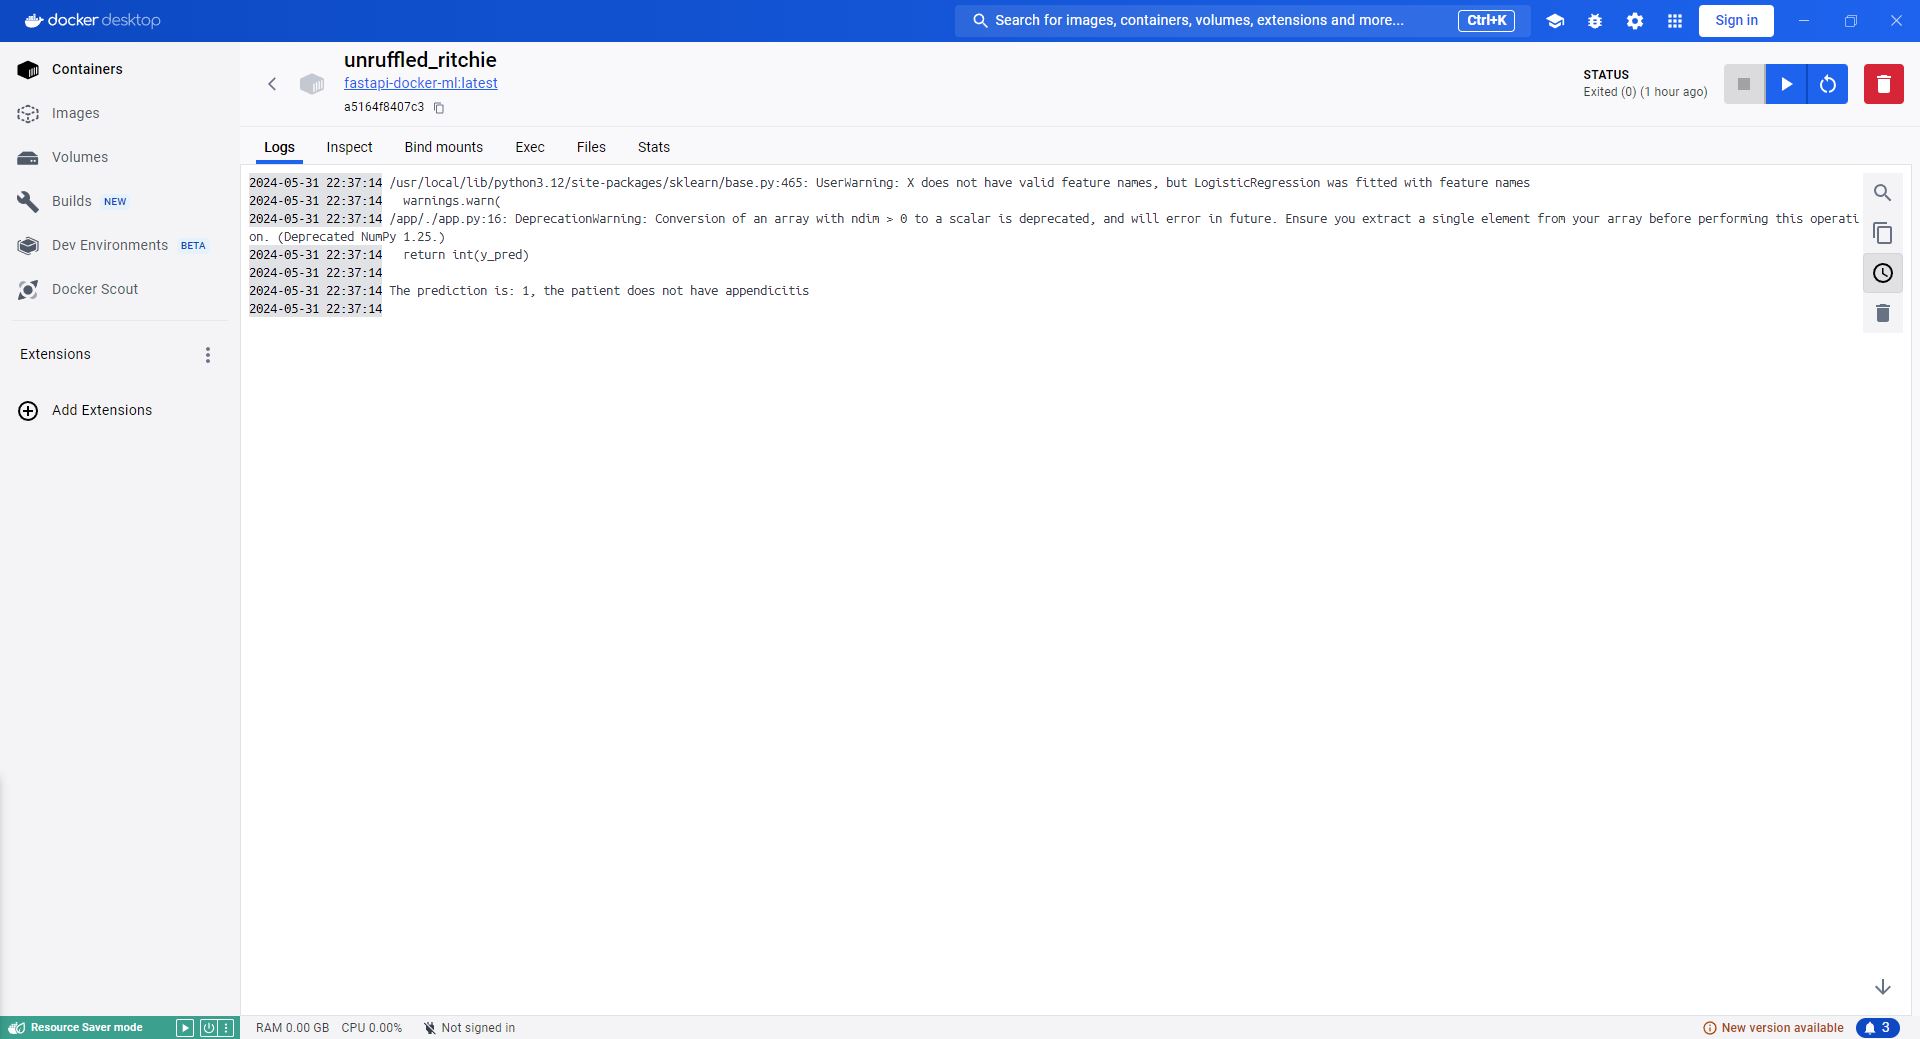 docker desktop
Search for images, containers, volumes, extensions and more...
Ctrl+K
Sign in
Containers
Images
Volumes
Builds NEW
Dev Environments BETA
Docker Scout
Extensions
Add Extensions
unruffled_ritchie
fastapi-docker-ml:latest
a5164f8407c3
STATUS
Exited (0) (1 hour ago)
Logs
Inspect
Bind mounts
Exec
Files
Stats
2024-05-31 22:37:14 /usr/local/lib/python3.12/site-packages/sklearn/base.py:465: UserWarning: X does not have valid feature names, but LogisticRegression was fitted with feature names
2024-05-31 22:37:14   warnings.warn(
2024-05-31 22:37:14 /app/./app.py:16: DeprecationWarning: Conversion of an array with ndim > 0 to a scalar is deprecated, and will error in future. Ensure you extract a single element from your array before performing this operati
on. (Deprecated NumPy 1.25.)
2024-05-31 22:37:14   return int(y_pred)
2024-05-31 22:37:14
2024-05-31 22:37:14 The prediction is: 1, the patient does not have appendicitis
2024-05-31 22:37:14
Resource Saver mode
RAM 0.00 GB
CPU 0.00%
Not signed in
New version available
3